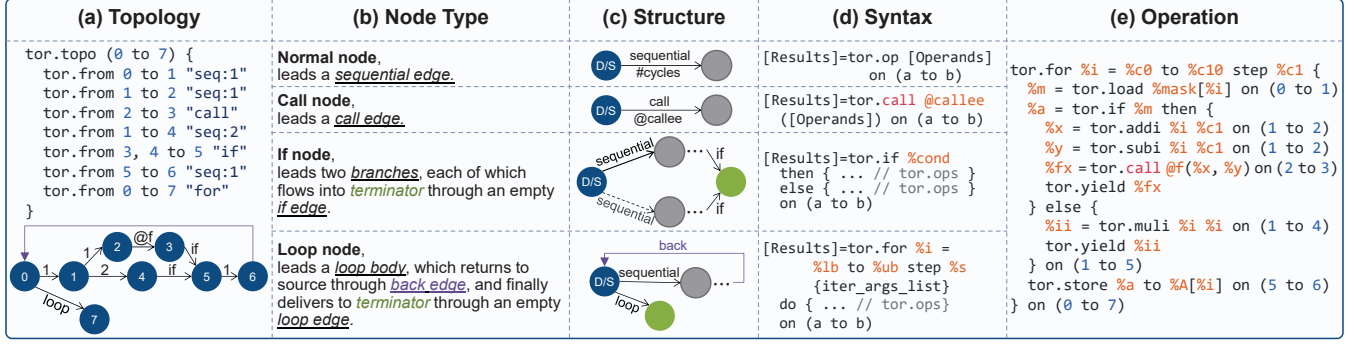 (a) Topology
tor.topo (0 to 7) {
tor.from 0 to 1 "seq:1"
tor.from 1 to 2 "seq:1"
tor.from 2 to 3 "call"
tor.from 1 to 4 "seq:2"
tor.from 3, 4 to 5 "if"
tor.from 5 to 6 "seq:1"
tor.from 0 to 7 "for"
}
2 @f 3 if
1
0 1 1 2 4 if 5 1 6
loop
7
(b) Node Type
Normal node,
leads a sequential edge.
Call node,
leads a call edge.
If node,
leads two branches, each of which
flows into terminator through an empty
if edge.
Loop node,
leads a loop body, which returns to
source through back edge, and finally
delivers to terminator through an empty
loop edge.
(c) Structure
sequential
D/S
#cycles
call
D/S
@callee
sequential ... if
D/S
sequential ... if
back
D/S sequential ...
loop
(d) Syntax
[Results]=tor.op [Operands]
on (a to b)
[Results]=tor.call @callee
([Operands]) on (a to b)
[Results]=tor.if %cond
then { ... // tor.ops }
else { ... // tor.ops }
on (a to b)
[Results]=tor.for %i =
%lb to %ub step %s
{iter_args_list}
do { ... // tor.ops}
on (a to b)
(e) Operation
tor.for %i = %c0 to %c10 step %c1 {
%m = tor.load %mask[%i] on (0 to 1)
%a = tor.if %m then {
%x = tor.addi %i %c1 on (1 to 2)
%y = tor.subi %i %c1 on (1 to 2)
%fx = tor.call @f(%x, %y) on (2 to 3)
tor.yield %fx
} else {
%ii = tor.muli %i %i on (1 to 4)
tor.yield %ii
} on (1 to 5)
tor.store %a to %A[%i] on (5 to 6)
} on (0 to 7)